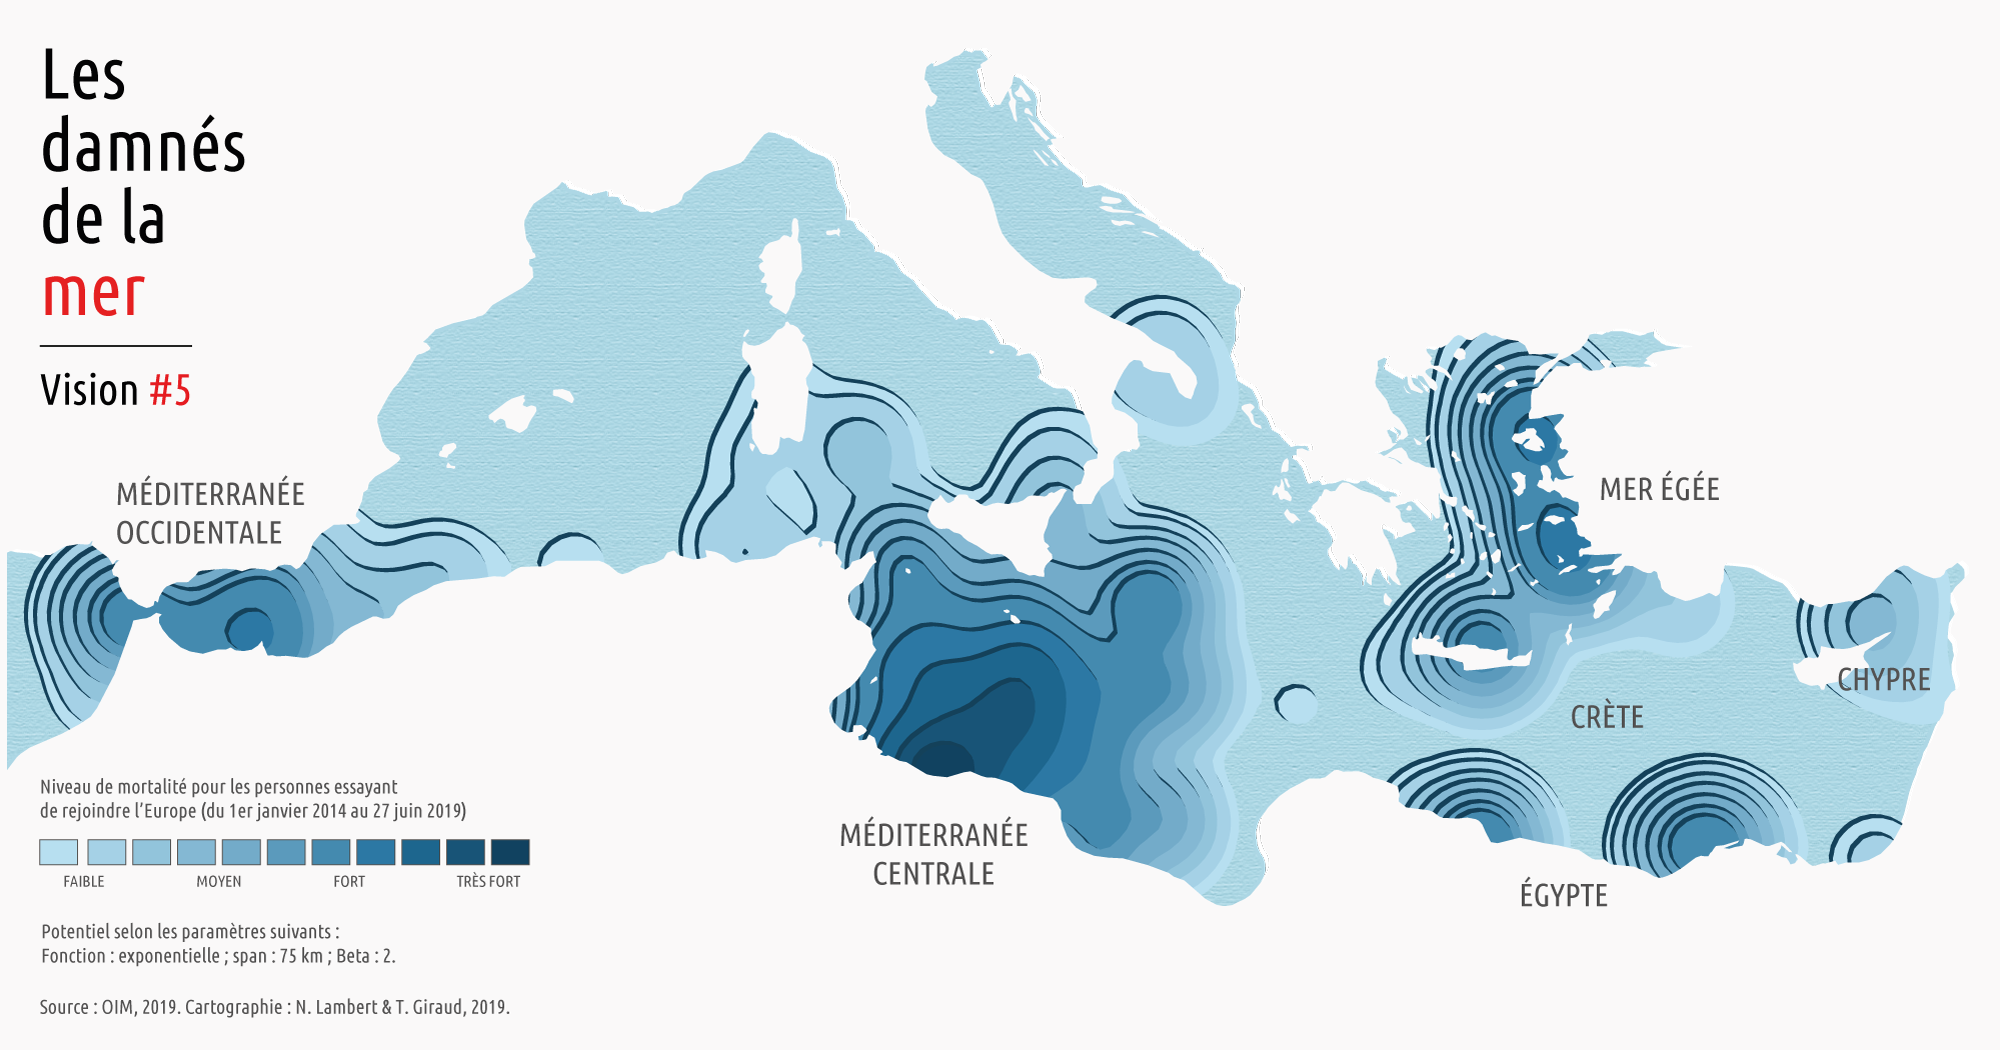 Les
damnés
de la
mer
Vision #5
MÉDITERRANÉE
OCCIDENTALE
MER ÉGÉE
CHYPRE
CRÈTE
MÉDITERRANÉE
CENTRALE
ÉGYPTE
Niveau de mortalité pour les personnes essayant
de rejoindre l'Europe (du 1er janvier 2014 au 27 juin 2019)
FAIBLE MOYEN FORT TRÈS FORT
Potentiel selon les paramètres suivants :
Fonction : exponentielle ; span : 75 km ; Beta : 2.
Source : OIM, 2019. Cartographie : N. Lambert & T. Giraud, 2019.